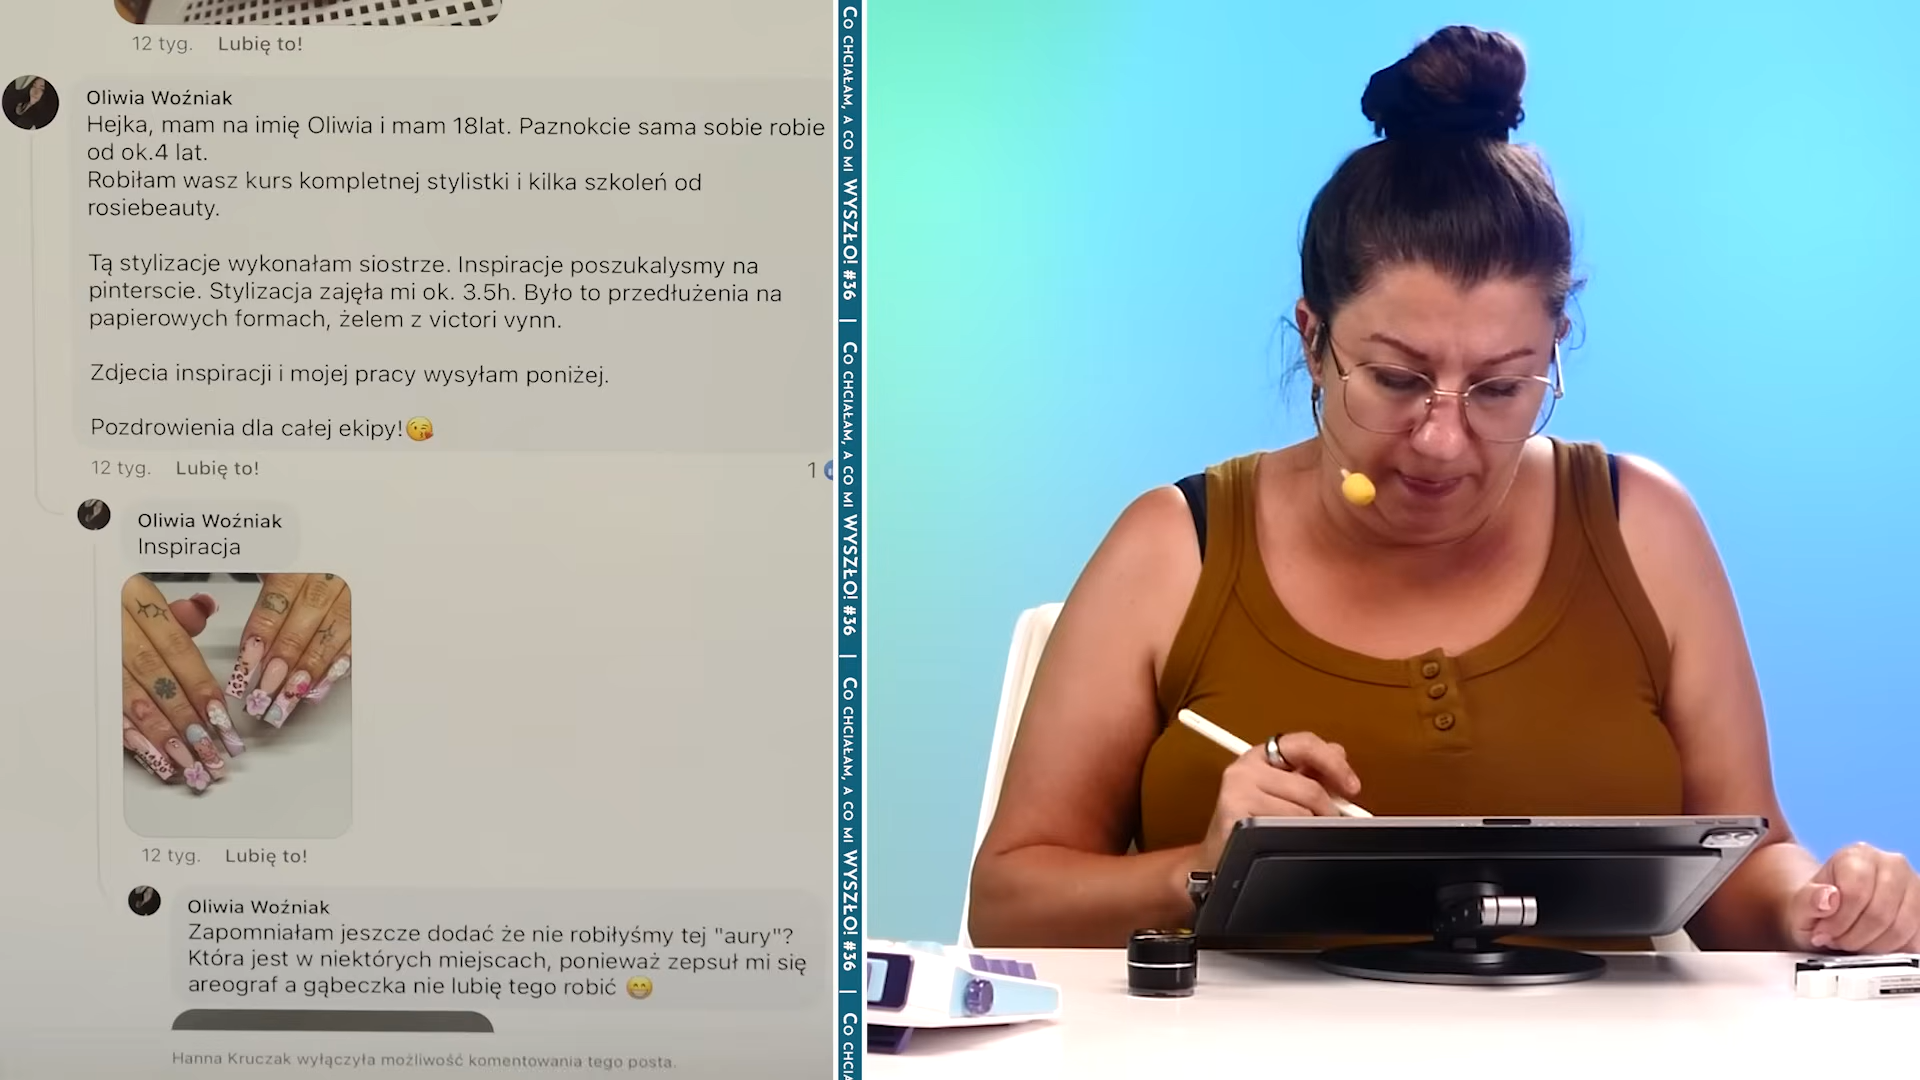 12 tyg. Lubię to!
Oliwia Woźniak
Hejka, mam na imię Oliwia i mam 18lat. Paznokcie sama sobie robie
od ok.4 lat.
Robiłam wasz kurs kompletnej stylistki i kilka szkoleń od
rosiebeauty.
Tą stylizacje wykonałam siostrze. Inspiracje poszukalysmy na
pinterscie. Stylizacja zajęła mi ok. 3.5h. Było to przedłużenia na
papierowych formach, żelem z victori vynn.
Zdjecia inspiracji i mojej pracy wysyłam poniżej.
Pozdrowienia dla całej ekipy!😘
12 tyg. Lubię to!
1
Oliwia Woźniak
Inspiracja
12 tyg. Lubię to!
Oliwia Woźniak
Zapomniałam jeszcze dodać że nie robiłyśmy tej "aury"?
Która jest w niektórych miejscach, ponieważ zepsuł mi się
areograf a gąbeczka nie lubię tego robić 😁
Hanna Kruczak wyłączyła możliwość komentowania tego posta.
Co chciałam, a co mi WYSZŁO! #36 | Co chciałam, a co mi WYSZŁO! #36 | Co chciałam, a co mi WYSZŁO! #36 | Co chcia